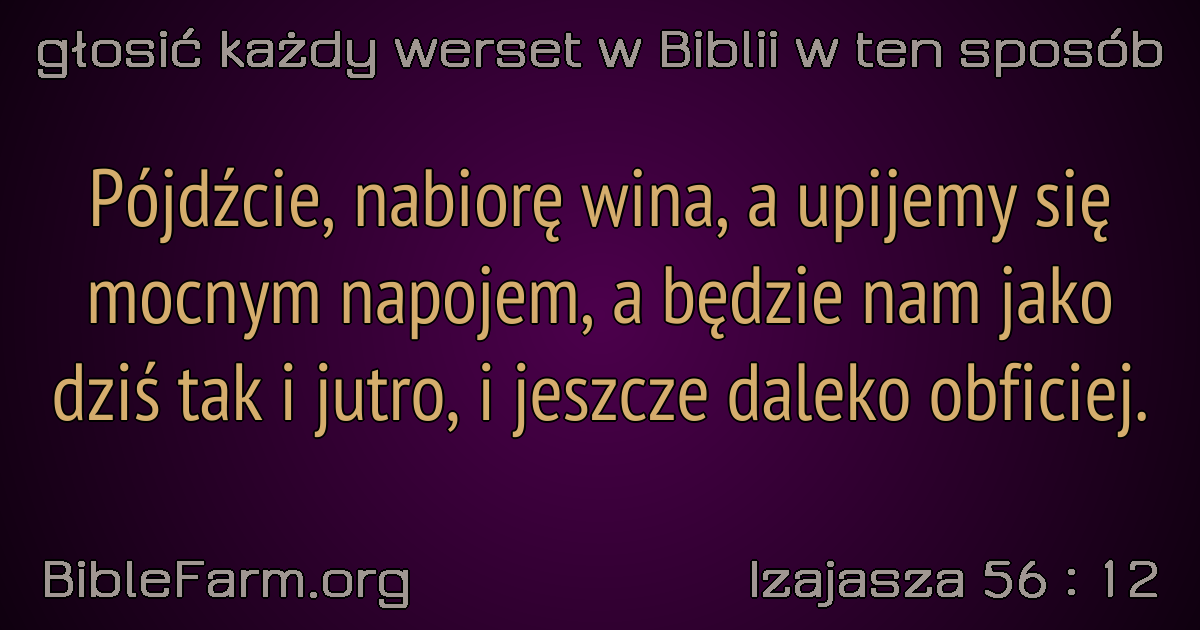 głosić każdy werset w Biblii w ten sposób
Pójdźcie, nabiorę wina, a upijemy się
mocnym napojem, a będzie nam jako
dziś tak i jutro, i jeszcze daleko obficiej.
BibleFarm.org
Izajasza 56 : 12